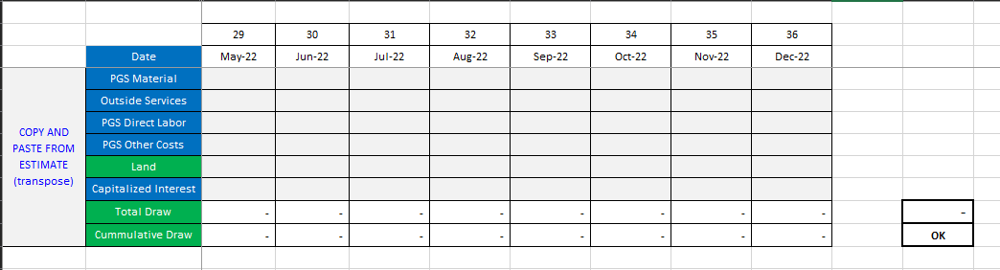 29 30 31 32 33 34 35 36
Date May-22 Jun-22 Jul-22 Aug-22 Sep-22 Oct-22 Nov-22 Dec-22
COPY AND
PASTE FROM
ESTIMATE
(transpose)
PGS Material
Outside Services
PGS Direct Labor
PGS Other Costs
Land
Capitalized Interest
Total Draw - - - - - - - - -
Cummulative Draw - - - - - - - - OK